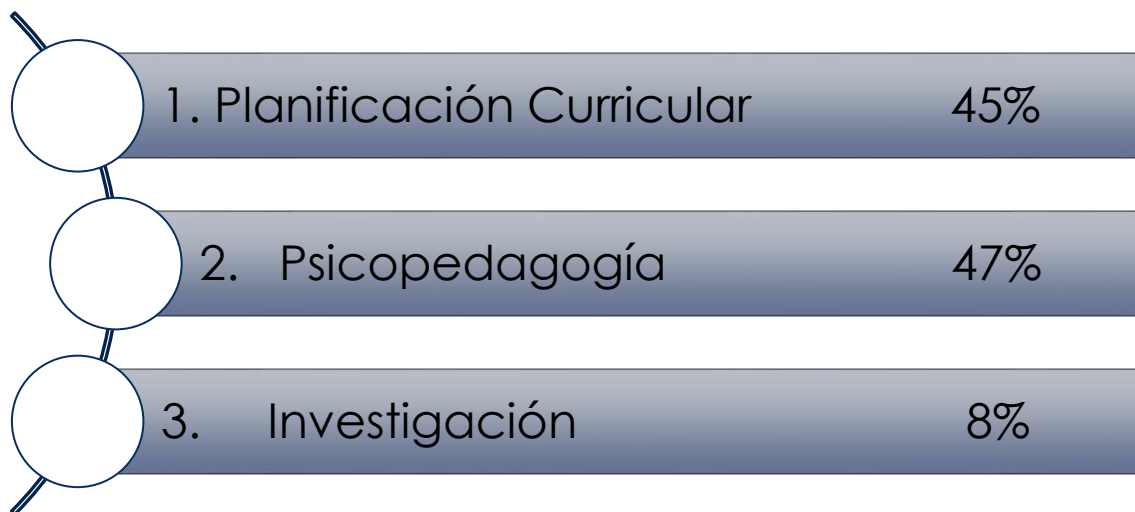 1. Planificación Curricular 45%
2. Psicopedagogía 47%
3. Investigación 8%